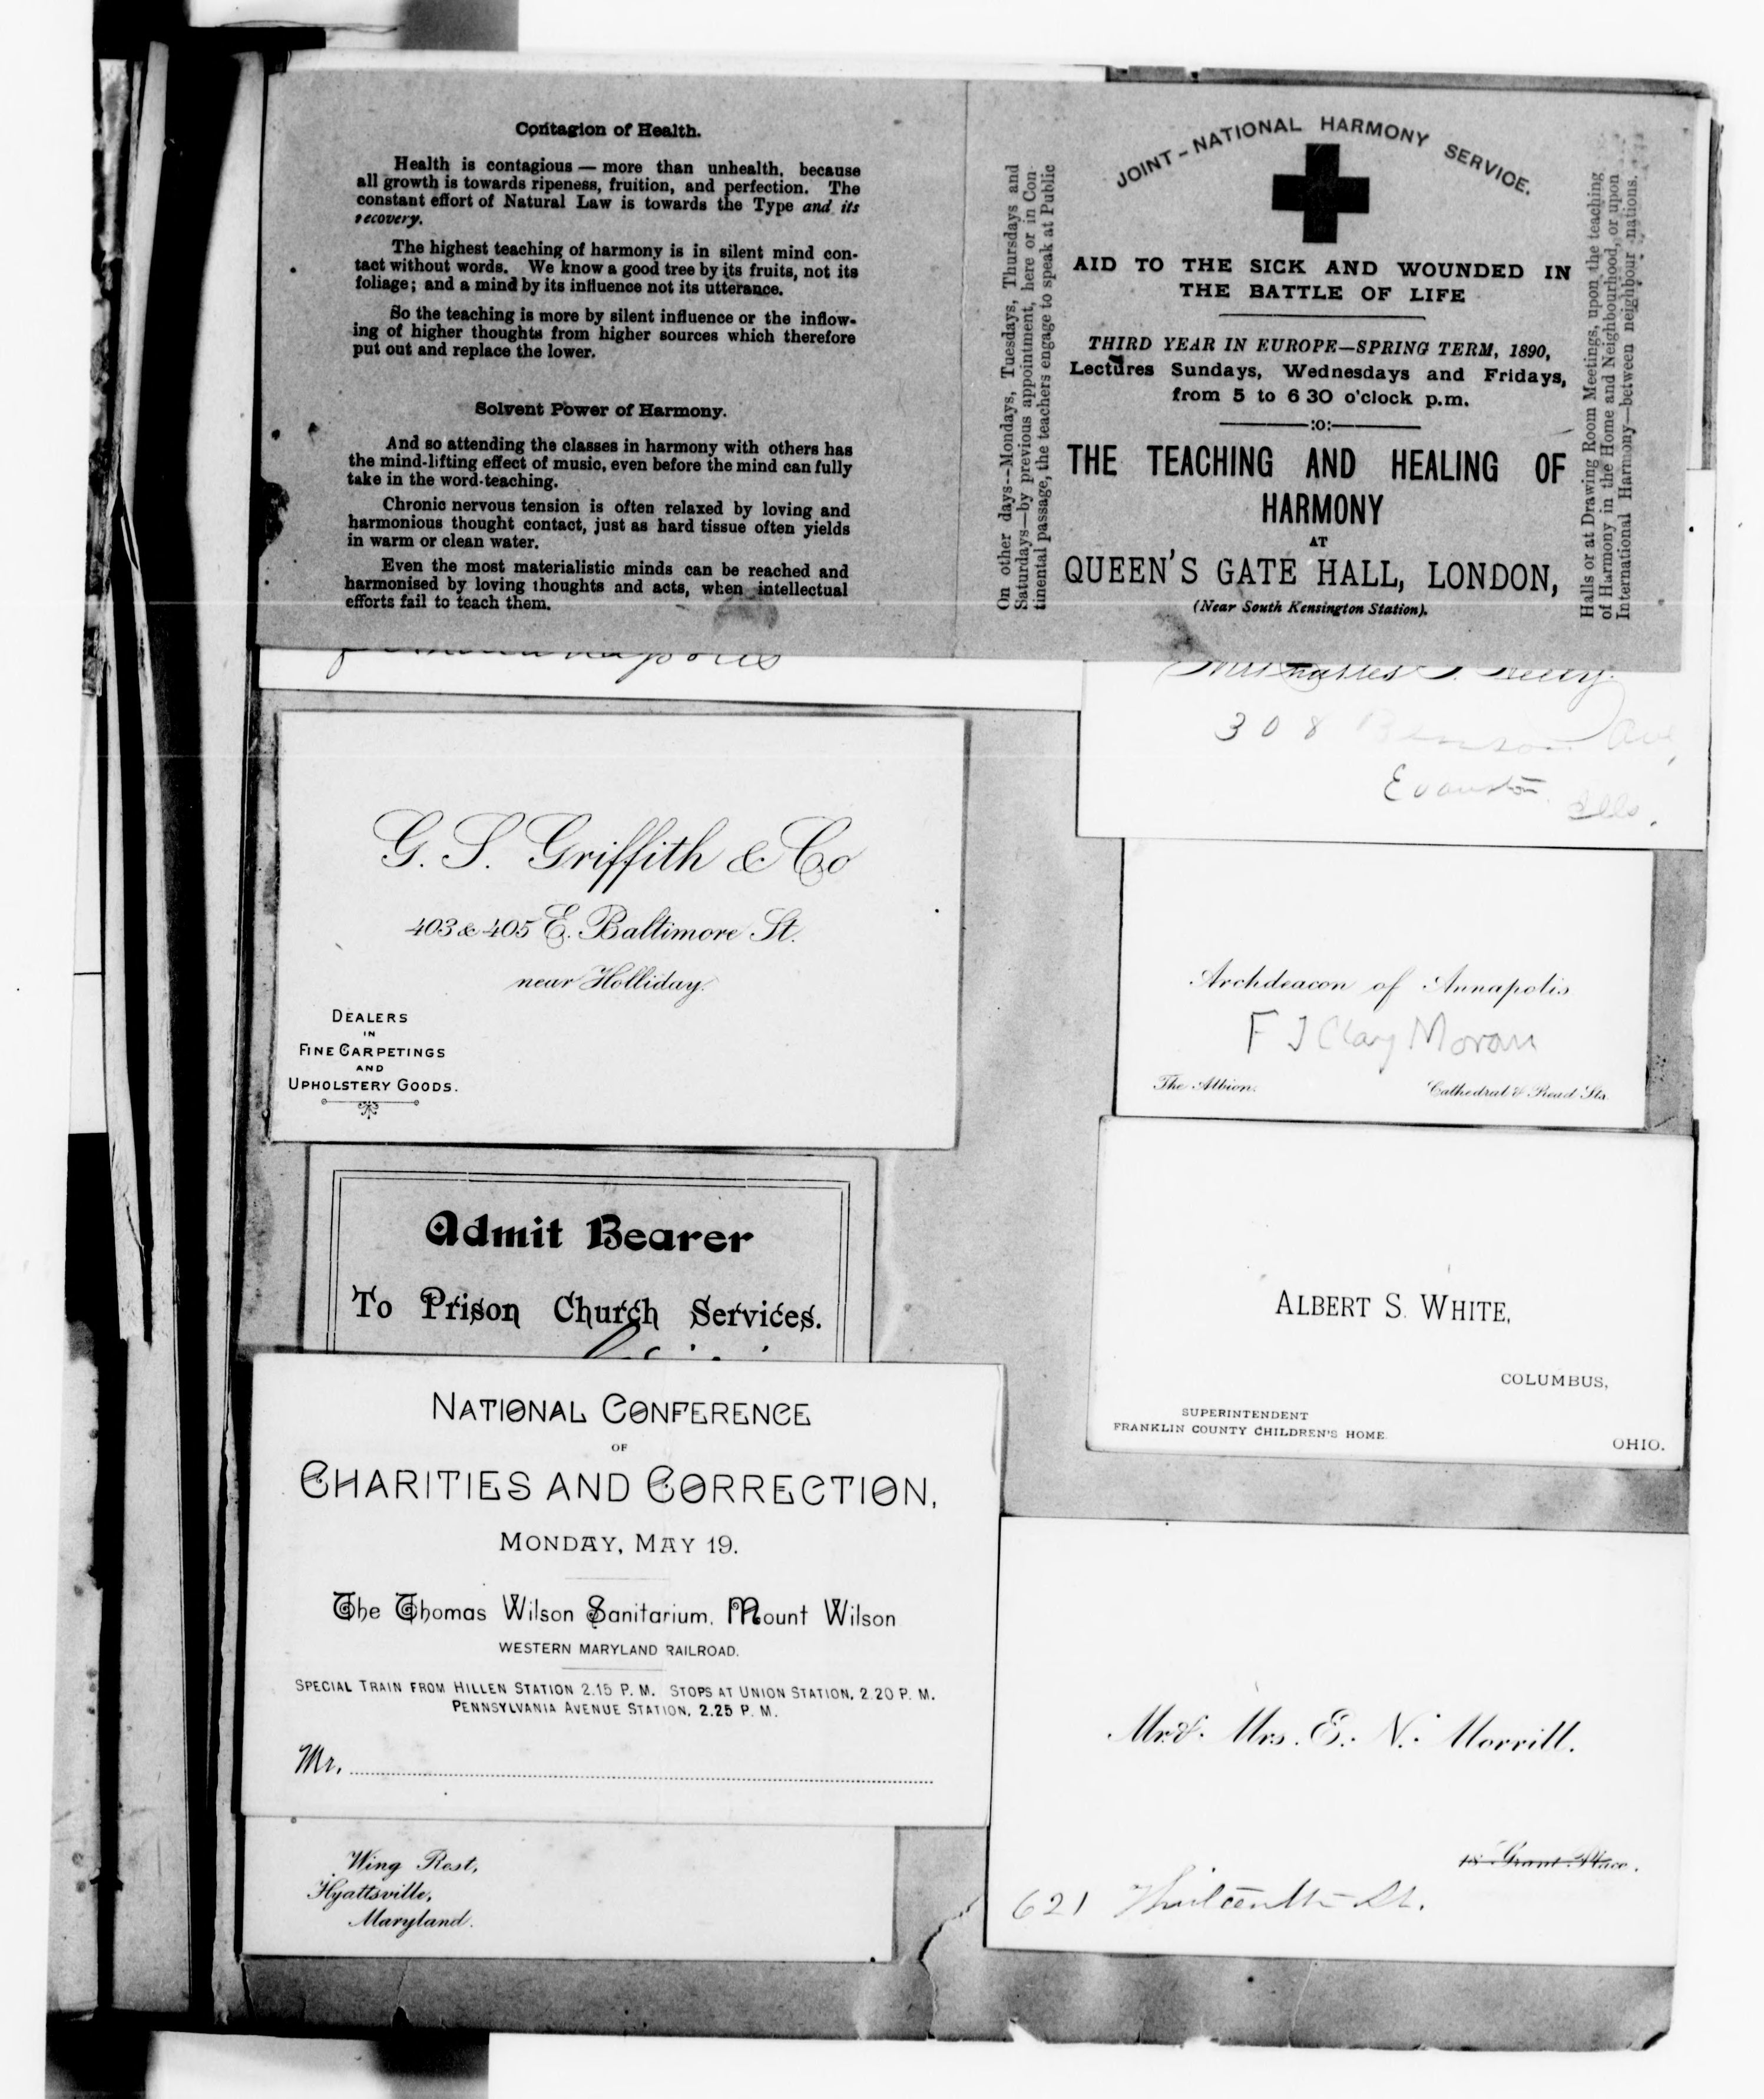 Contagion of Health.
Health is contagious — more than unhealth, because
all growth is towards ripeness, fruition, and perfection. The
constant effort of Natural Law is towards the Type and its
recovery.
The highest teaching of harmony is in silent mind con-
tact without words. We know a good tree by its fruits, not its
foliage; and a mind by its influence not its utterance.
So the teaching is more by silent influence or the inflow-
ing of higher thoughts from higher sources which therefore
put out and replace the lower.
Solvent Power of Harmony.
And so attending the classes in harmony with others has
the mind-lifting effect of music, even before the mind can fully
take in the word-teaching.
Chronic nervous tension is often relaxed by loving and
harmonious thought contact, just as hard tissue often yields
in warm or clean water.
Even the most materialistic minds can be reached and
harmonised by loving thoughts and acts, when intellectual
efforts fail to teach them.
On other days—Mondays, Tuesdays, Thursdays and
Saturdays—by previous appointment, here or in Con-
tinental passage, the teachers engage to speak at Public
JOINT-NATIONAL HARMONY SERVICE.
AID TO THE SICK AND WOUNDED IN
THE BATTLE OF LIFE
THIRD YEAR IN EUROPE—SPRING TERM, 1890,
Lectures Sundays, Wednesdays and Fridays,
from 5 to 6 30 o'clock p.m.
:o:
THE TEACHING AND HEALING OF
HARMONY
AT
QUEEN'S GATE HALL, LONDON,
(Near South Kensington Station).
Halls or at Drawing Room Meetings, upon the teaching
of Harmony in the Home and Neighbourhood, or upon
International Harmony—between neighbour nations.
308 Benson Ave,
Evanston Ills.
G. S. Griffith & Co
403 & 405 E. Baltimore St.
near Holliday.
DEALERS
IN
FINE CARPETINGS
AND
UPHOLSTERY GOODS.
Archdeacon of Annapolis
F J Clay Moran
The Albion. Cathedral & Read Sts.
Admit Bearer
To Prison Church Services.
ALBERT S. WHITE,
COLUMBUS,
SUPERINTENDENT
FRANKLIN COUNTY CHILDREN'S HOME.
OHIO.
NATIONAL CONFERENCE
OF
CHARITIES AND CORRECTION,
MONDAY, MAY 19.
The Thomas Wilson Sanitarium, Mount Wilson
WESTERN MARYLAND RAILROAD.
SPECIAL TRAIN FROM HILLEN STATION 2.15 P. M. STOPS AT UNION STATION, 2.20 P. M.
PENNSYLVANIA AVENUE STATION, 2.25 P. M.
Mr.
Mr. & Mrs. E. N. Morrill.
18 Grant Place.
621 Thirteenth St.
Wing Rest,
Hyattsville,
Maryland.